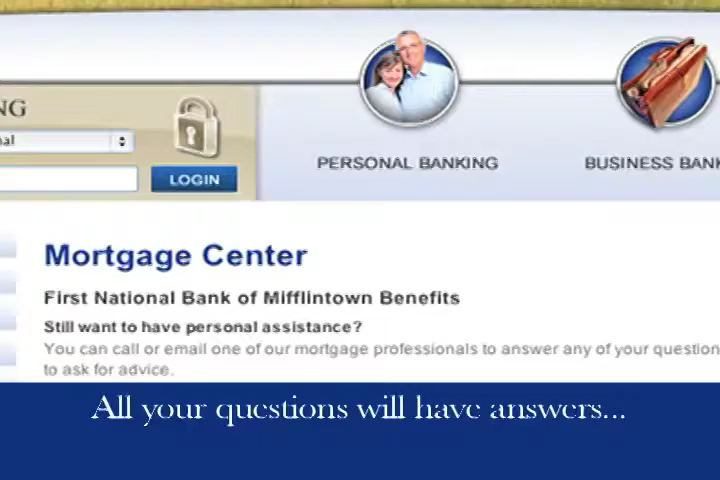 NG
nal
LOGIN
PERSONAL BANKING
BUSINESS BANK
Mortgage Center
First National Bank of Mifflintown Benefits
Still want to have personal assistance?
You can call or email one of our mortgage professionals to answer any of your question
to ask for advice.
All your questions will have answers...